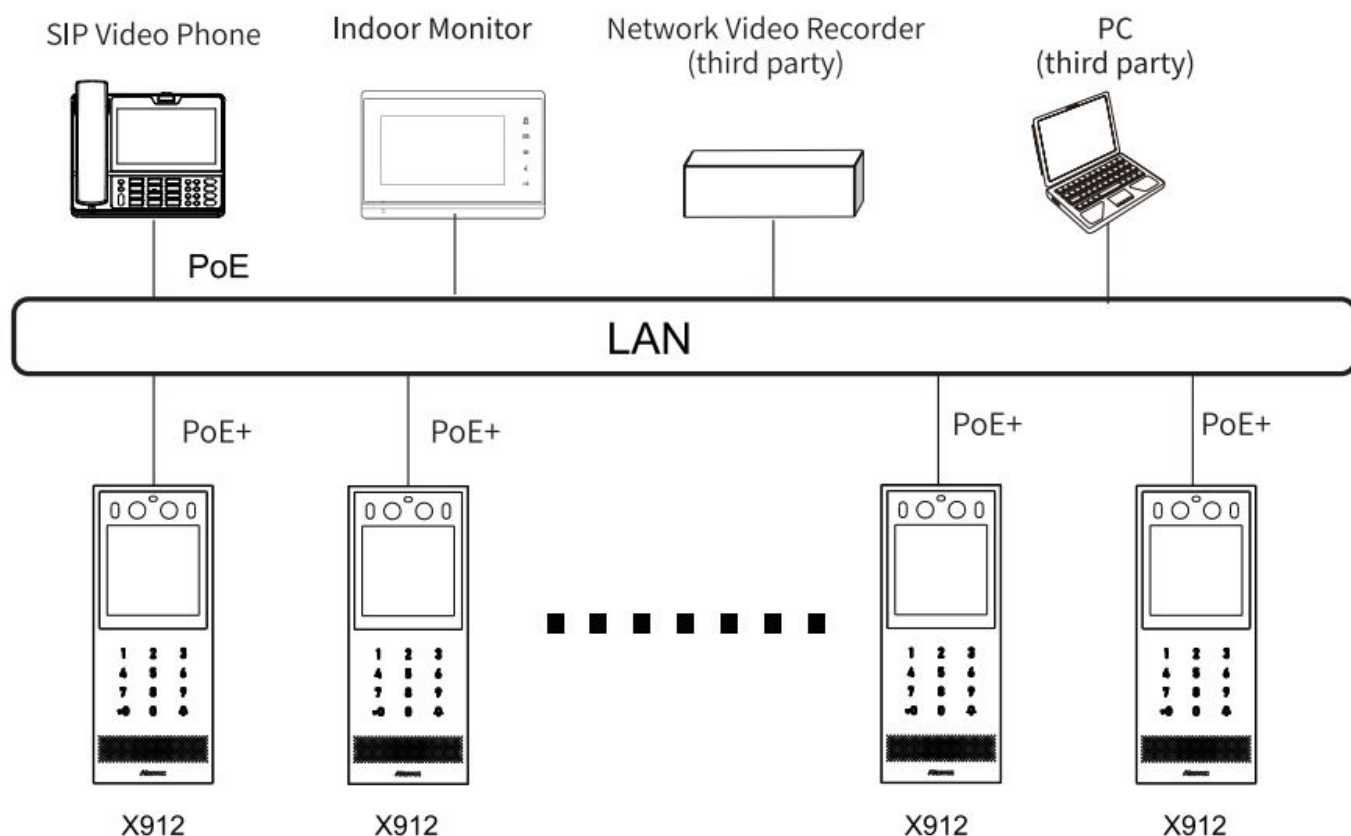 SIP Video Phone
Indoor Monitor
Network Video Recorder
(third party)
PC
(third party)
PoE
LAN
PoE+
PoE+
PoE+
PoE+
1 2 3
4 5 6
7 8 9
0
1 2 3
4 5 6
7 8 9
0
1 2 3
4 5 6
7 8 9
0
1 2 3
4 5 6
7 8 9
0
X912
X912
X912
X912